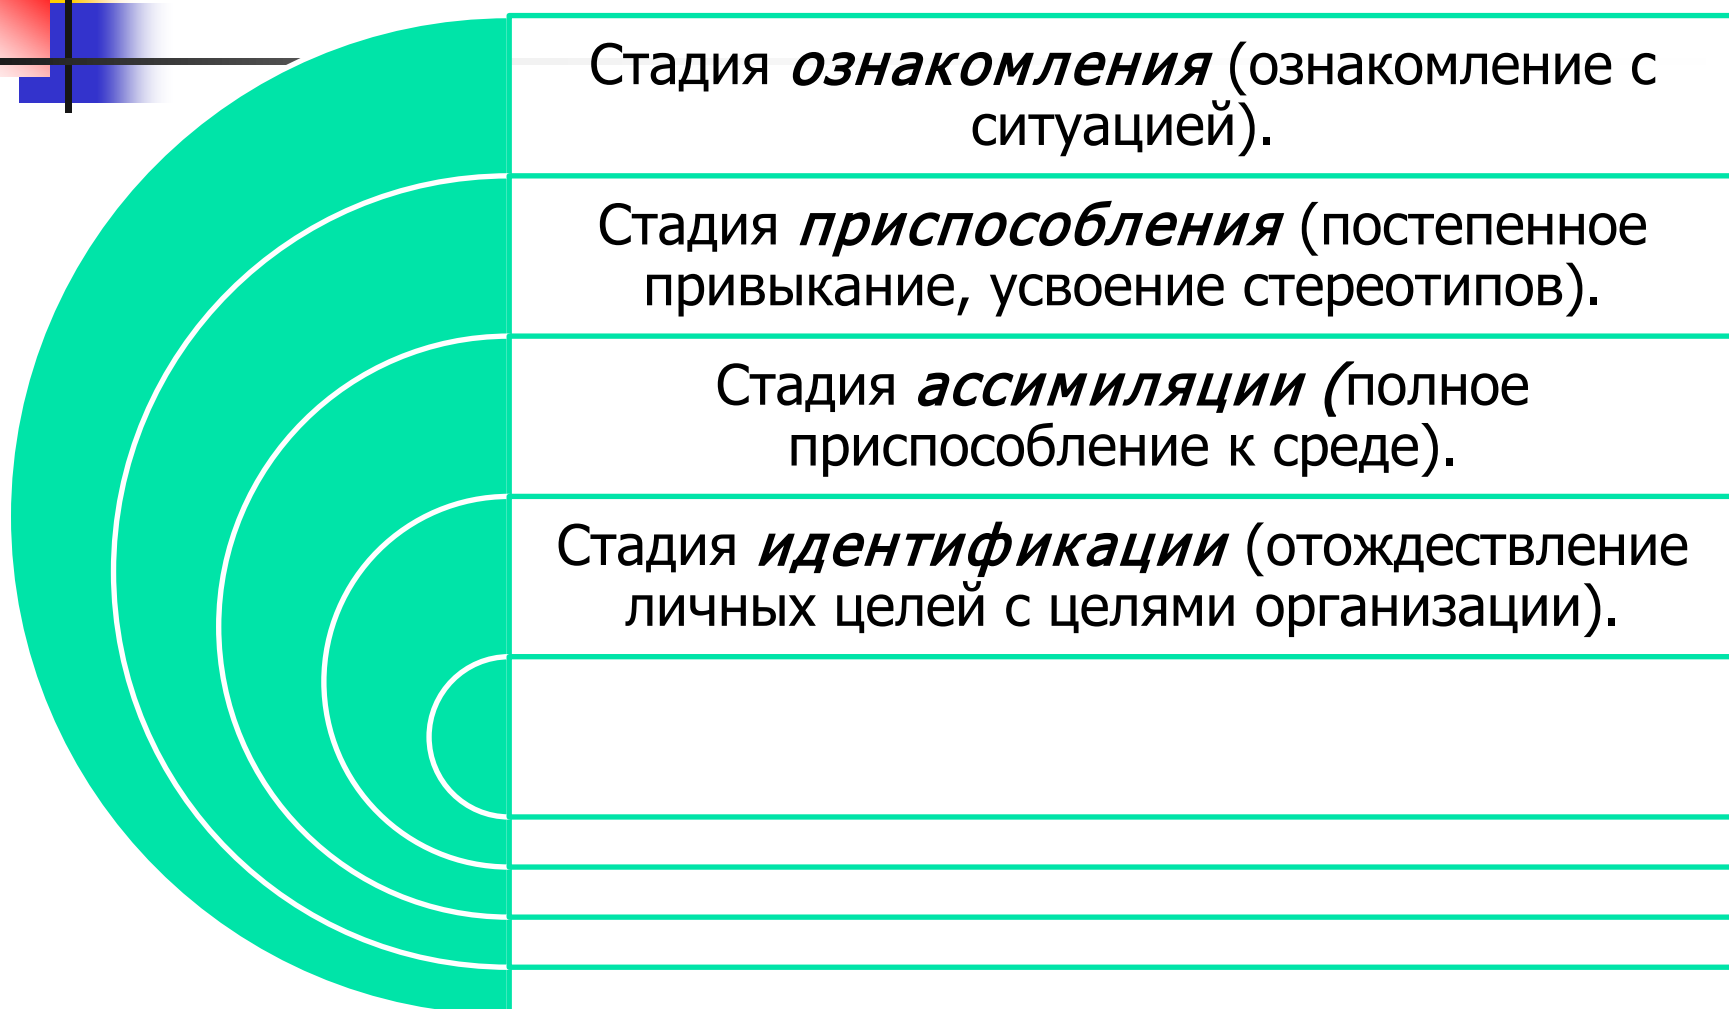 Стадия ознакомления (ознакомление с
ситуацией).
Стадия приспособления (постепенное
привыкание, усвоение стереотипов).
Стадия ассимиляции (полное
приспособление к среде).
Стадия идентификации (отождествление
личных целей с целями организации).